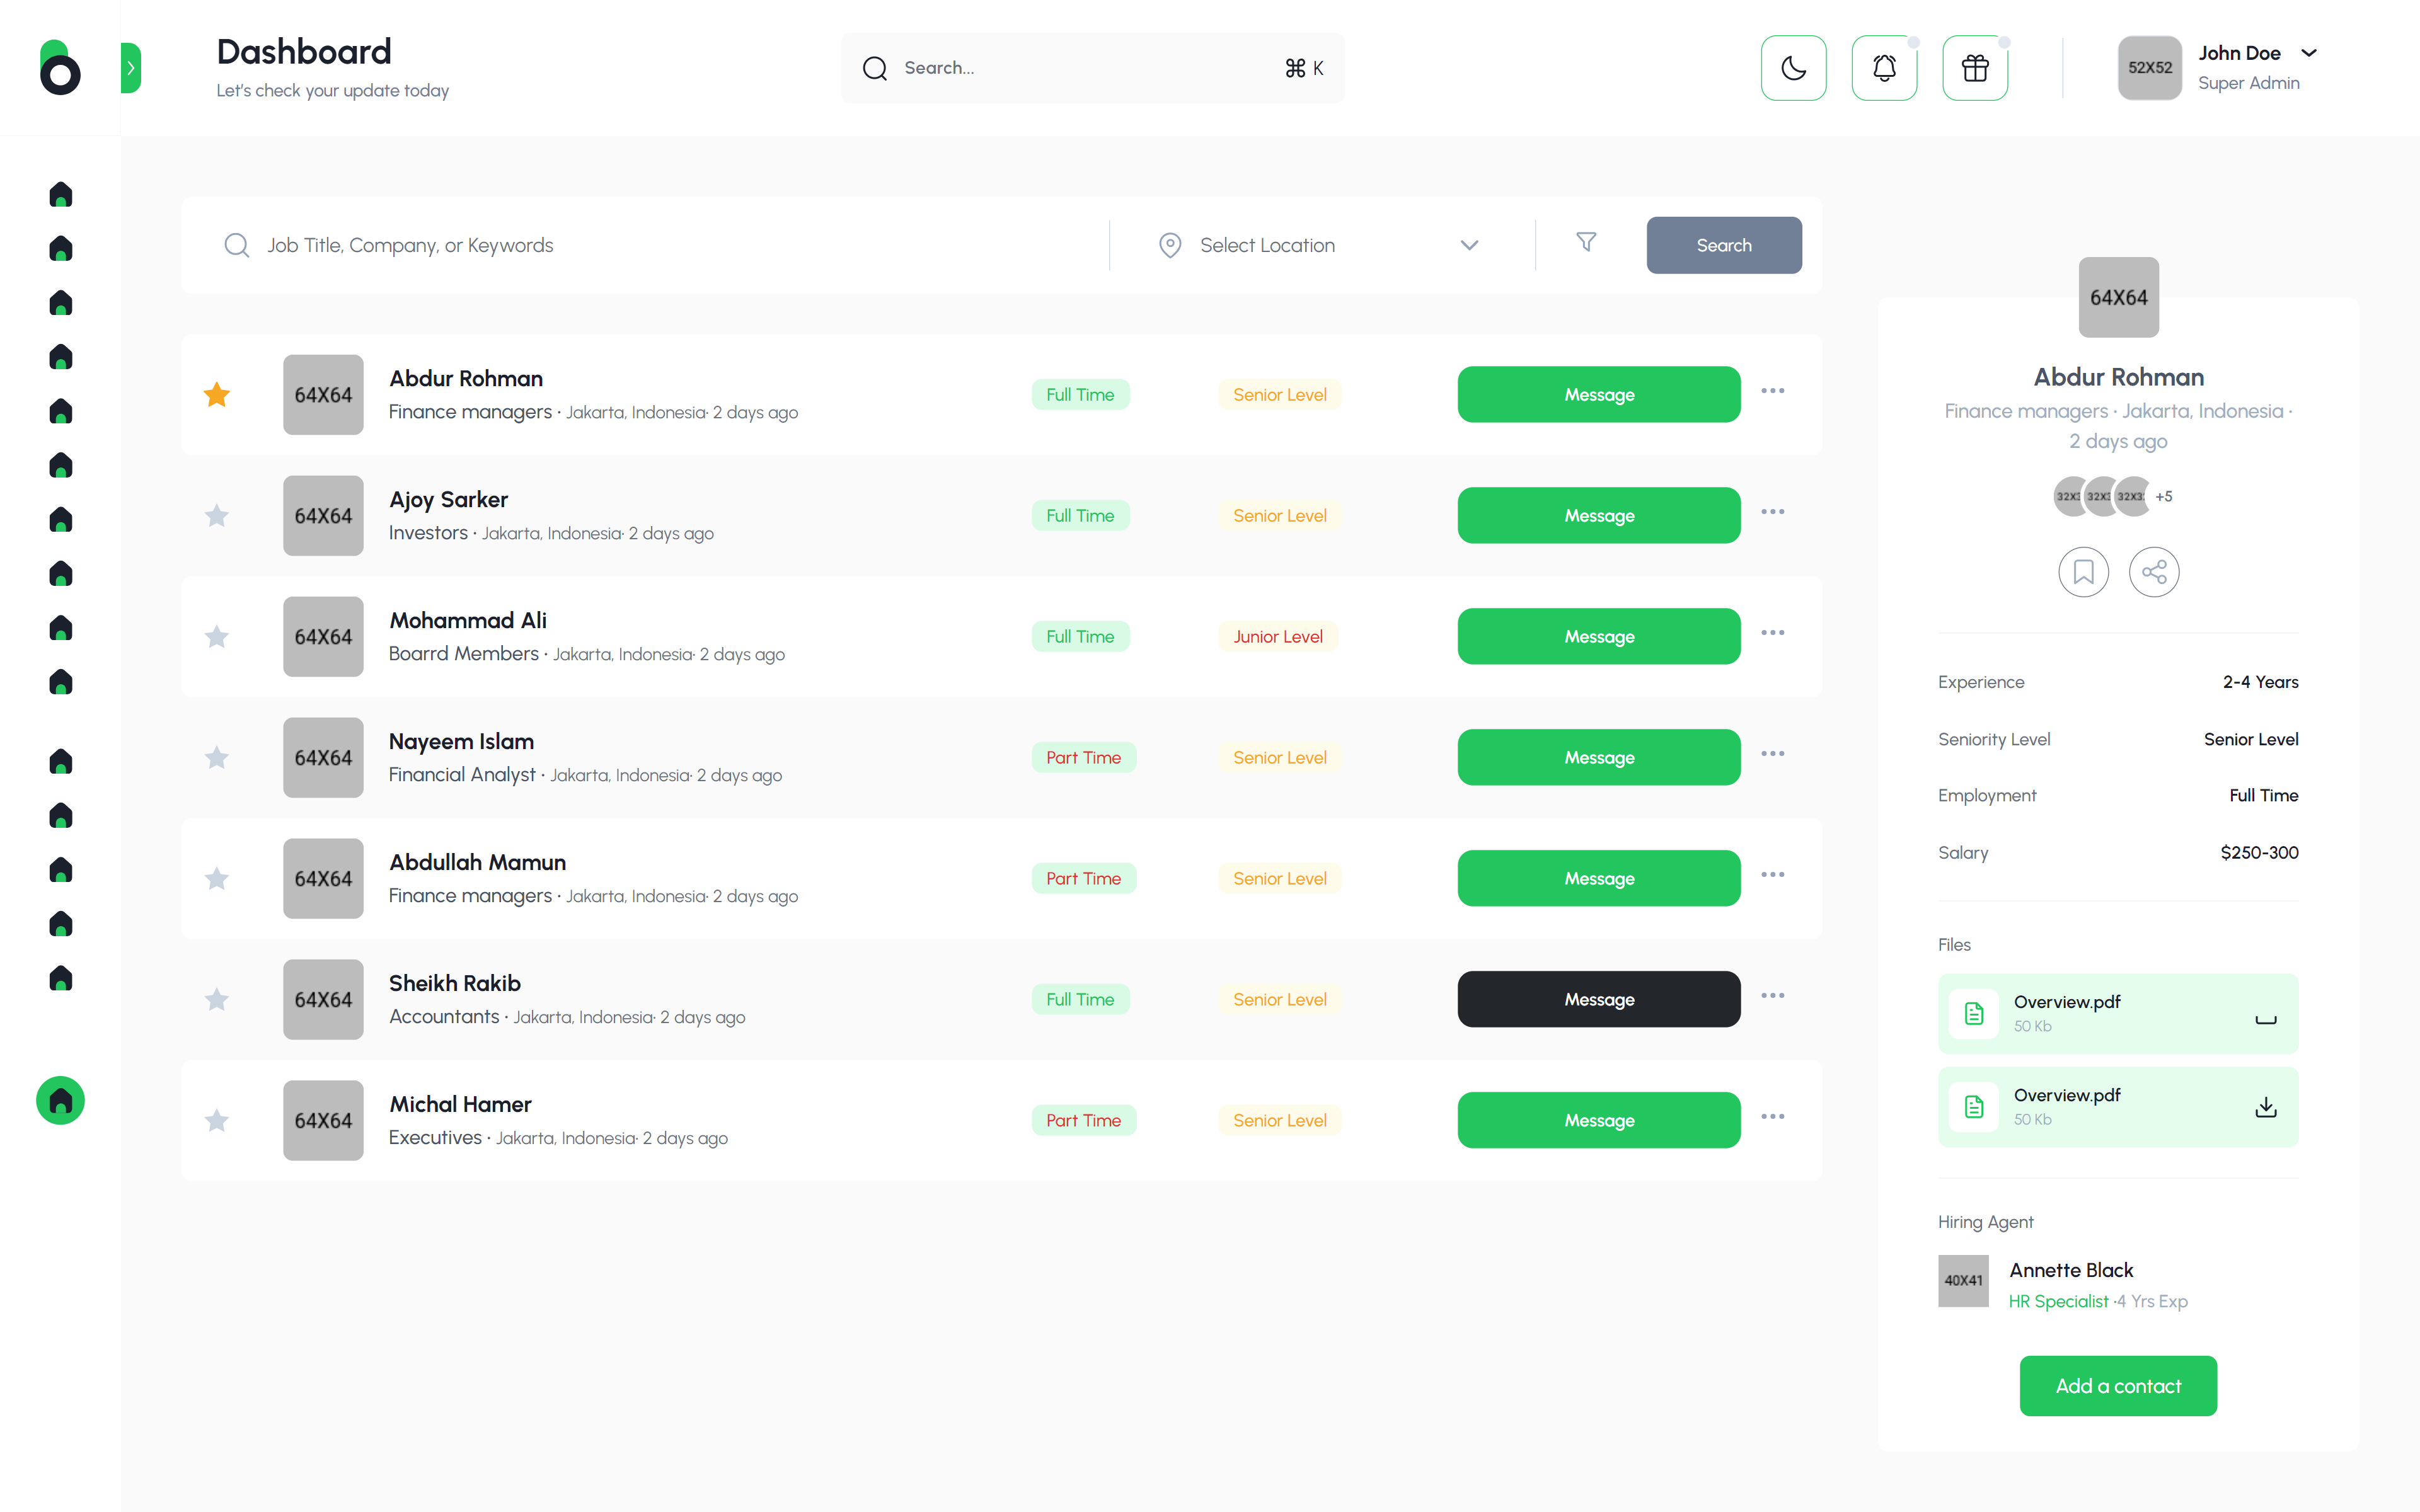 Dashboard
Let's check your update today
Search...
⌘ K
52X52
John Doe
Super Admin
Job Title, Company, or Keywords
Select Location
Search
64X64
Abdur Rohman
Finance managers · Jakarta, Indonesia· 2 days ago
Full Time
Senior Level
Message
64X64
Ajoy Sarker
Investors · Jakarta, Indonesia· 2 days ago
Full Time
Senior Level
Message
64X64
Mohammad Ali
Boarrd Members · Jakarta, Indonesia· 2 days ago
Full Time
Junior Level
Message
64X64
Nayeem Islam
Financial Analyst · Jakarta, Indonesia· 2 days ago
Part Time
Senior Level
Message
64X64
Abdullah Mamun
Finance managers · Jakarta, Indonesia· 2 days ago
Part Time
Senior Level
Message
64X64
Sheikh Rakib
Accountants · Jakarta, Indonesia· 2 days ago
Full Time
Senior Level
Message
64X64
Michal Hamer
Executives · Jakarta, Indonesia· 2 days ago
Part Time
Senior Level
Message
64X64
Abdur Rohman
Finance managers · Jakarta, Indonesia ·
2 days ago
+5
Experience
2-4 Years
Seniority Level
Senior Level
Employment
Full Time
Salary
$250-300
Files
Overview.pdf
50 Kb
Overview.pdf
50 Kb
Hiring Agent
40X41
Annette Black
HR Specialist ·4 Yrs Exp
Add a contact